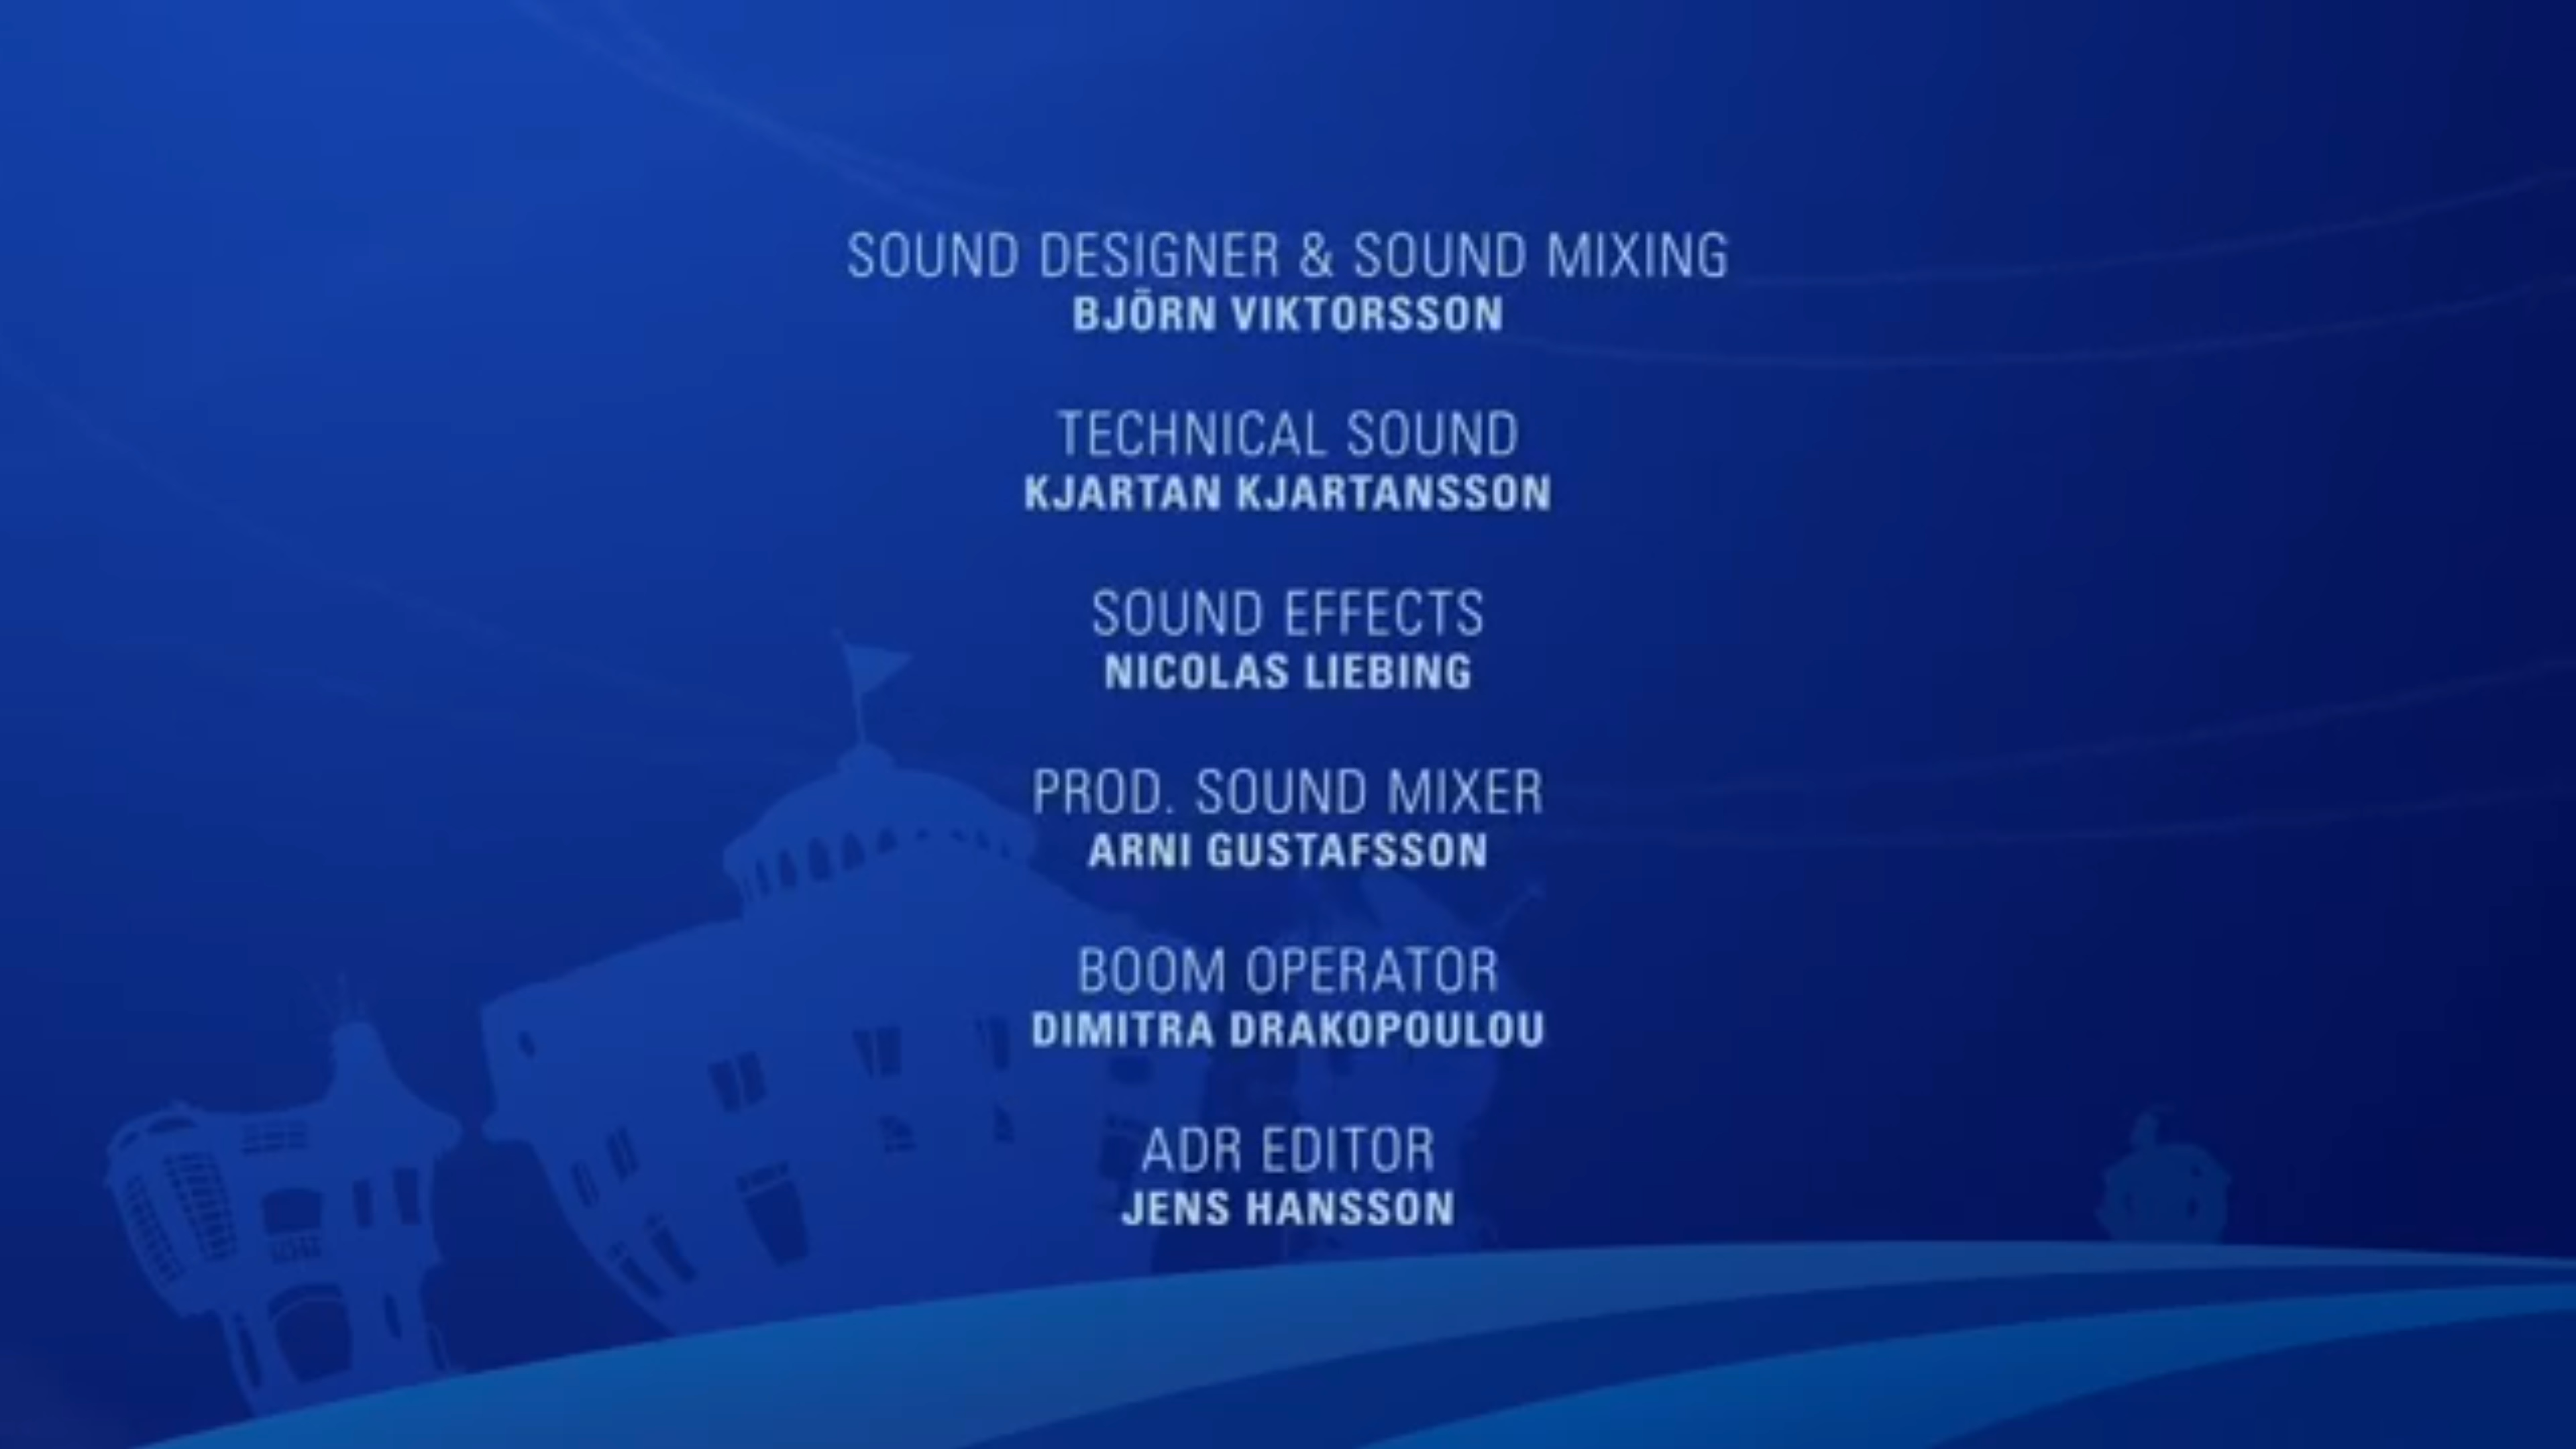 SOUND DESIGNER & SOUND MIXING
BJÖRN VIKTORSSON
TECHNICAL SOUND
KJARTAN KJARTANSSON
SOUND EFFECTS
NICOLAS LIEBING
PROD. SOUND MIXER
ARNI GUSTAFSSON
BOOM OPERATOR
DIMITRA DRAKOPOULOU
ADR EDITOR
JENS HANSSON